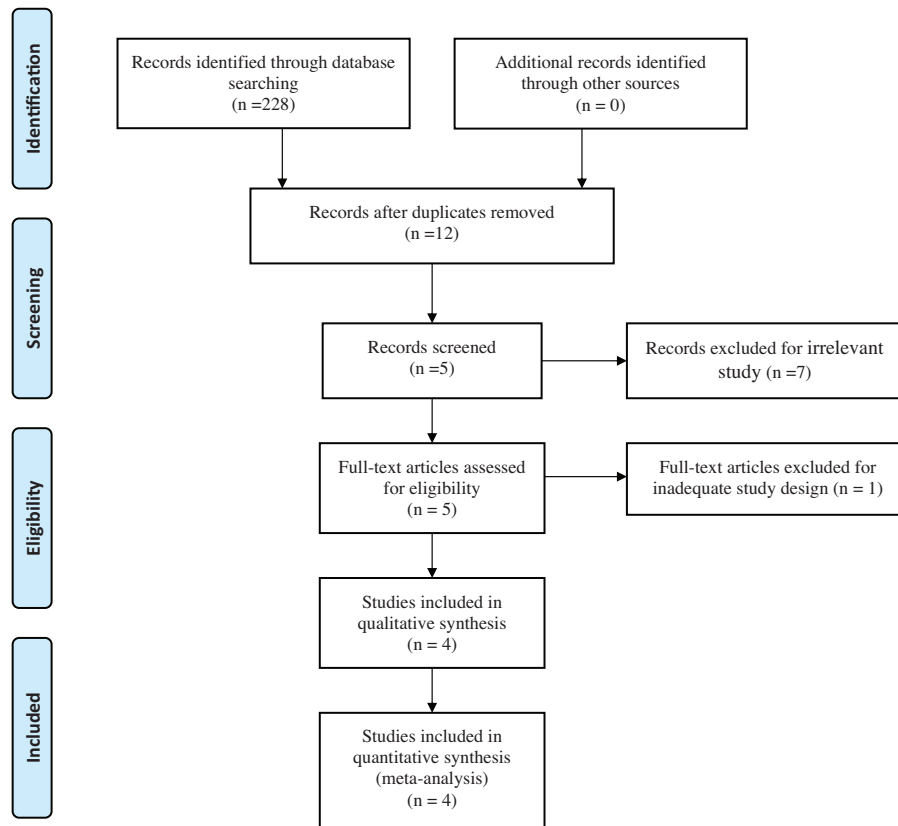 Identification
Records identified through database
searching
(n =228)
Additional records identified
through other sources
(n = 0)
Records after duplicates removed
(n =12)
Screening
Records screened
(n =5)
Records excluded for irrelevant
study (n =7)
Eligibility
Full-text articles assessed
for eligibility
(n = 5)
Full-text articles excluded for
inadequate study design (n = 1)
Studies included in
qualitative synthesis
(n = 4)
Included
Studies included in
quantitative synthesis
(meta-analysis)
(n = 4)